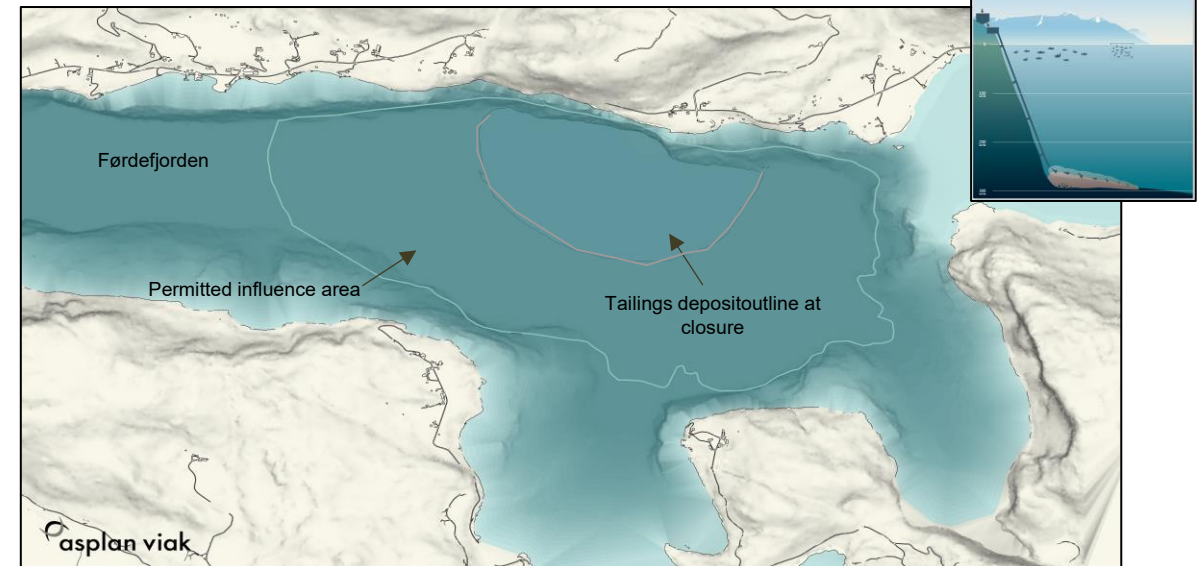 Førdefjorden
Permitted influence area
Tailings depositoutline at
closure
asplan viak